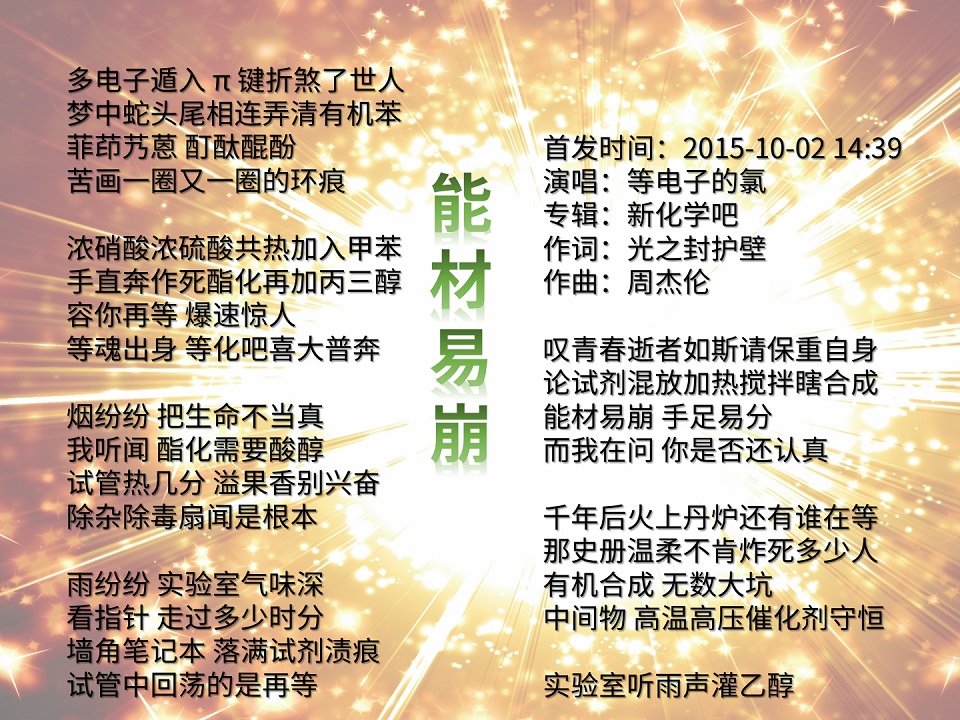 多电子遁入 π 键折煞了世人
梦中蛇头尾相连弄清有机苯
菲茚艿蒽 酊酞醌酚
苦画一圈又一圈的环痕
浓硝酸浓硫酸共热加入甲苯
手直奔作死酯化再加丙三醇
容你再等 爆速惊人
等魂出身 等化吧喜大普奔
烟纷纷 把生命不当真
我听闻 酯化需要酸醇
试管热几分 溢果香别兴奋
除杂除毒扇闻是根本
雨纷纷 实验室气味深
看指针 走过多少时分
墙角笔记本 落满试剂渍痕
试管中回荡的是再等
能材易崩
首发时间：2015-10-02 14:39
演唱：等电子的氯
专辑：新化学吧
作词：光之封护壁
作曲：周杰伦
叹青春逝者如斯请保重自身
论试剂混放加热搅拌瞎合成
能材易崩 手足易分
而我在问 你是否还认真
千年后火上丹炉还有谁在等
那史册温柔不肯炸死多少人
有机合成 无数大坑
中间物 高温高压催化剂守恒
实验室听雨声灌乙醇